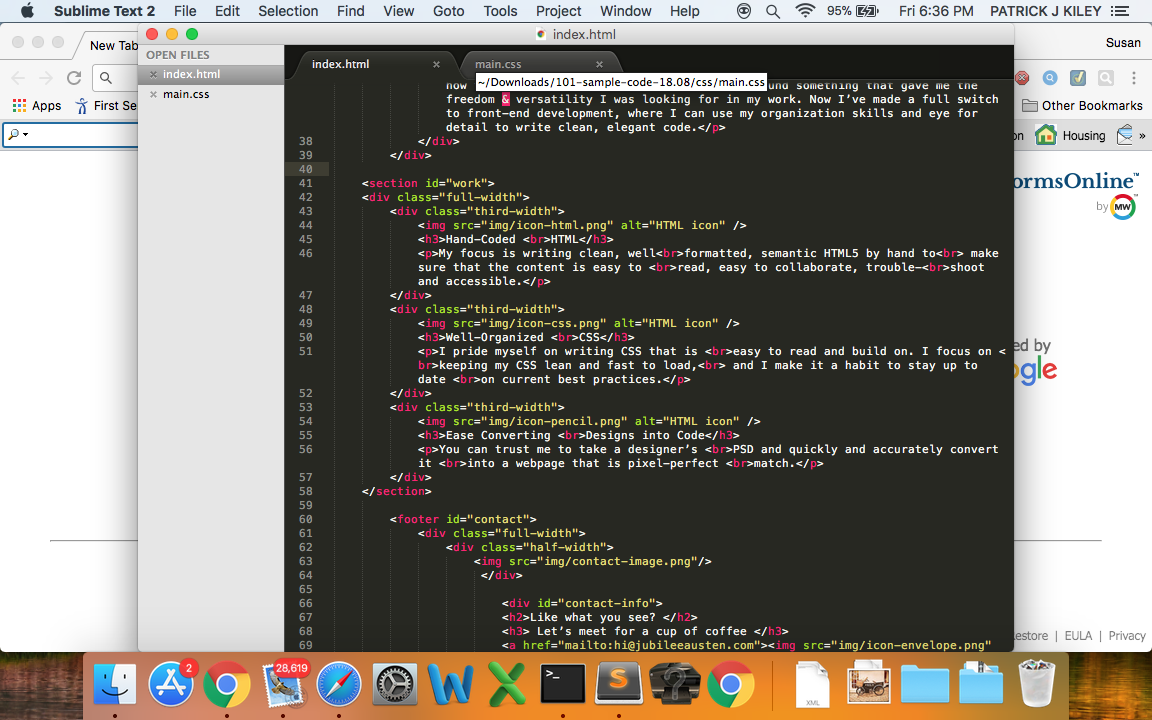 Sublime Text 2 File Edit Selection Find View Goto Tools Project Window Help 95% Fri 6:36 PM PATRICK J KILEY
New Tab
index.html
Susan
OPEN FILES
index.html
main.css
index.html
main.css
~/Downloads/101-sample-code-18.08/css/main.css
Apps
First Se
Other Bookmarks
Housing »
ormsOnline™
by MW
ed by
ogle
how und something that gave me the
freedom & versatility I was looking for in my work. Now I've made a full switch
to front-end development, where I can use my organization skills and eye for
detail to write clean, elegant code.</p>
38 </div>
39 </div>
40
41 <section id="work">
42 <div class="full-width">
43 <div class="third-width">
44 <img src="img/icon-html.png" alt="HTML icon" />
45 <h3>Hand-Coded <br>HTML</h3>
46 <p>My focus is writing clean, well<br>formatted, semantic HTML5 by hand to<br> make
sure that the content is easy to <br>read, easy to collaborate, trouble-<br>shoot
and accessible.</p>
47 </div>
48 <div class="third-width">
49 <img src="img/icon-css.png" alt="HTML icon" />
50 <h3>Well-Organized <br>CSS</h3>
51 <p>I pride myself on writing CSS that is <br>easy to read and build on. I focus on <
br>keeping my CSS lean and fast to load,<br> and I make it a habit to stay up to
date <br>on current best practices.</p>
52 </div>
53 <div class="third-width">
54 <img src="img/icon-pencil.png" alt="HTML icon" />
55 <h3>Ease Converting <br>Designs into Code</h3>
56 <p>You can trust me to take a designer's <br>PSD and quickly and accurately convert
it <br>into a webpage that is pixel-perfect <br>match.</p>
57 </div>
58 </section>
59
60 <footer id="contact">
61 <div class="full-width">
62 <div class="half-width">
63 <img src="img/contact-image.png"/>
64 </div>
65
66 <div id="contact-info">
67 <h2>Like what you see? </h2>
68 <h3> Let's meet for a cup of coffee </h3>
69 <a href="mailto:hi@jubileeausten.com"><img src="img/icon-envelope.png"
estore | EULA | Privacy
2
28,619
XML